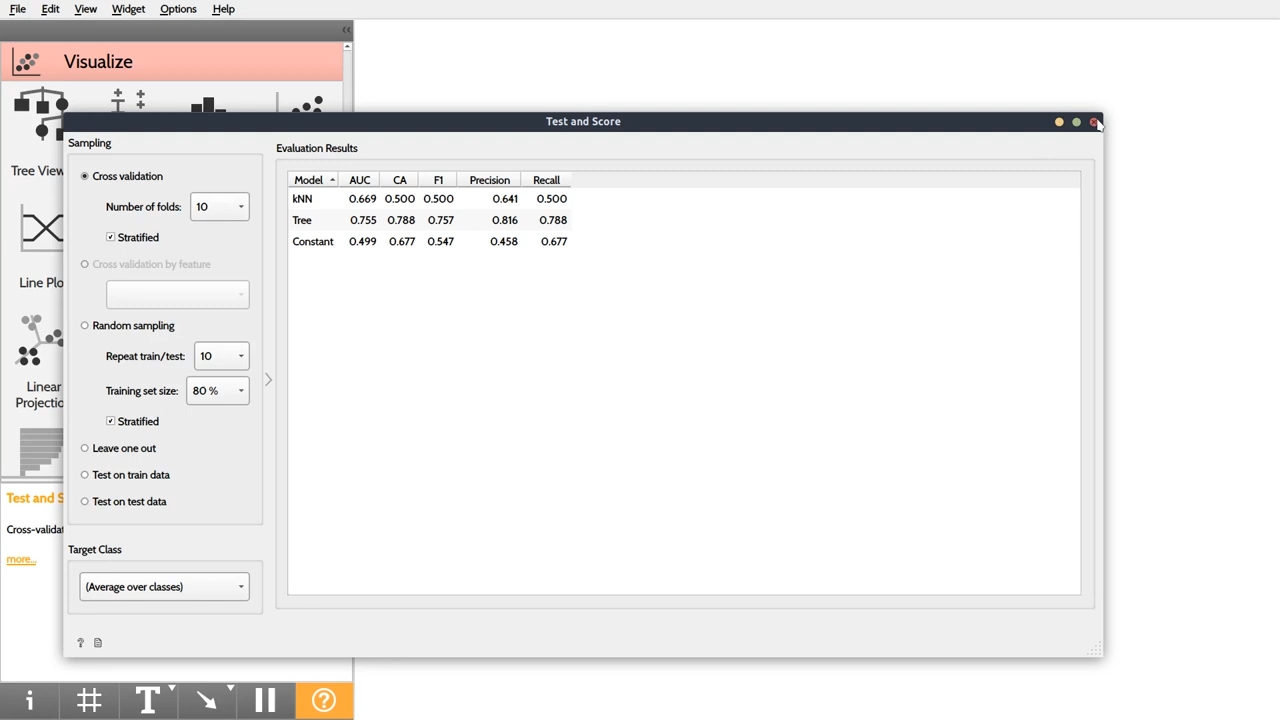 File Edit View Widget Options Help
Visualize
Test and Score
Sampling
Cross validation
Number of folds: 10
Stratified
Cross validation by feature
Random sampling
Repeat train/test: 10
Training set size: 80 %
Stratified
Leave one out
Test on train data
Test on test data
Target Class
(Average over classes)
?
Evaluation Results
Model AUC CA F1 Precision Recall
kNN 0.669 0.500 0.500 0.641 0.500
Tree 0.755 0.788 0.757 0.816 0.788
Constant 0.499 0.677 0.547 0.458 0.677
Tree View
Line Plo
Linear
Projectio
Test and S
Cross-valida
more...
i # T ?